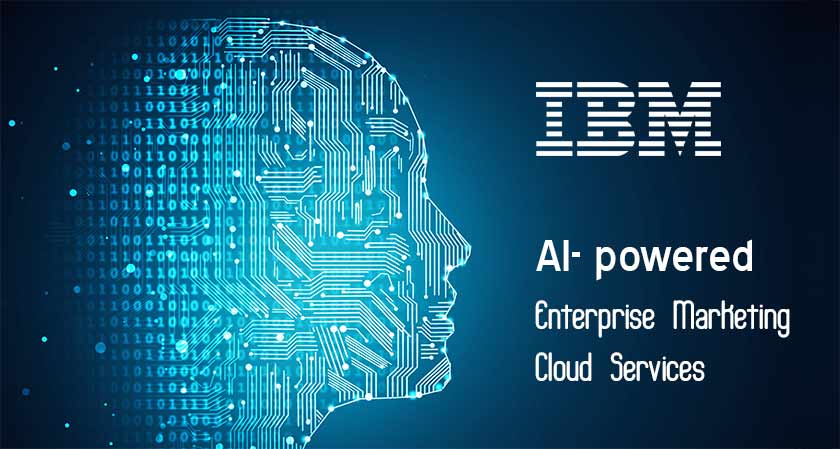 IBM
AI- powered
Enterprise Marketing
Cloud Services